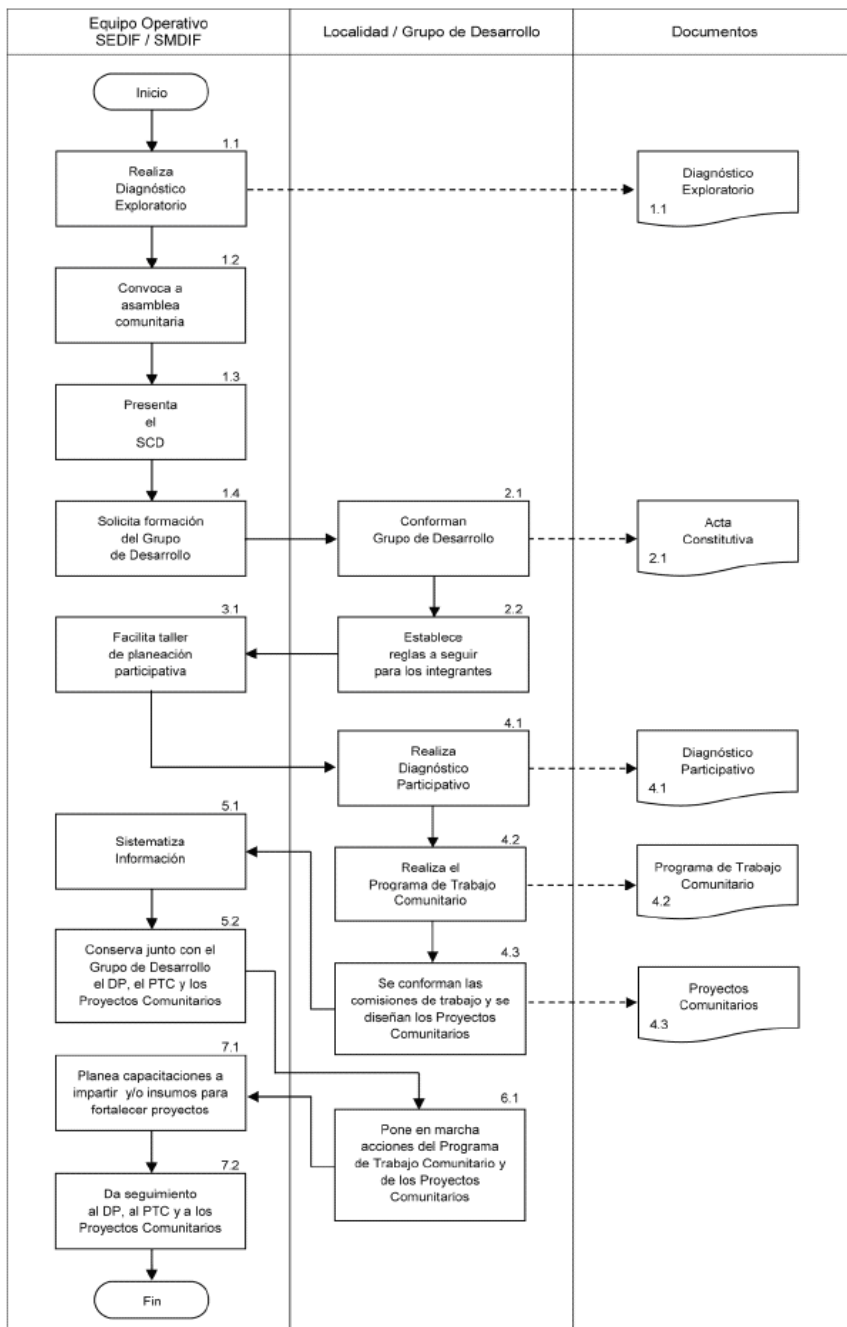 Equipo Operativo
SEDIF / SMDIF
Localidad / Grupo de Desarrollo
Documentos
Inicio
1.1
Realiza
Diagnóstico
Exploratorio
Diagnóstico
Exploratorio
1.1
1.2
Convoca a
asamblea
comunitaria
1.3
Presenta
el
SCD
1.4
Solicita formación
del Grupo
de Desarrollo
2.1
Conforman
Grupo de Desarrollo
Acta
Constitutiva
2.1
3.1
Facilita taller
de planeación
participativa
2.2
Establece
reglas a seguir
para los integrantes
4.1
Realiza
Diagnóstico
Participativo
Diagnóstico
Participativo
4.1
5.1
Sistematiza
Información
4.2
Realiza el
Programa de Trabajo
Comunitario
Programa de Trabajo
Comunitario
4.2
5.2
Conserva junto con el
Grupo de Desarrollo
el DP, el PTC y los
Proyectos Comunitarios
4.3
Se conforman las
comisiones de trabajo y se
diseñan los Proyectos
Comunitarios
Proyectos
Comunitarios
4.3
7.1
Planea capacitaciones a
impartir y/o insumos para
fortalecer proyectos
6.1
Pone en marcha
acciones del Programa
de Trabajo Comunitario y
de los Proyectos
Comunitarios
7.2
Da seguimiento
al DP, al PTC y a los
Proyectos Comunitarios
Fin